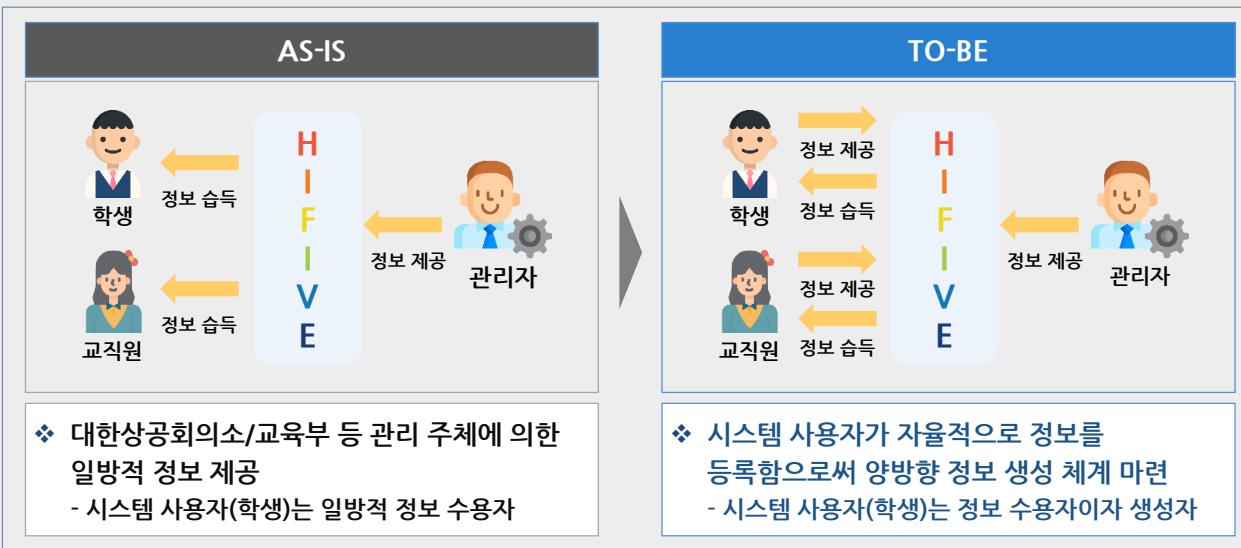 AS-IS
학생
정보 습득
교직원
정보 습득
H
I
F
I
V
E
정보 제공
관리자
❖ 대한상공회의소/교육부 등 관리 주체에 의한
일방적 정보 제공
- 시스템 사용자(학생)는 일방적 정보 수용자
TO-BE
정보 제공
학생
정보 습득
정보 제공
교직원
정보 습득
H
I
F
I
V
E
정보 제공
관리자
❖ 시스템 사용자가 자율적으로 정보를
등록함으로써 양방향 정보 생성 체계 마련
- 시스템 사용자(학생)는 정보 수용자이자 생성자